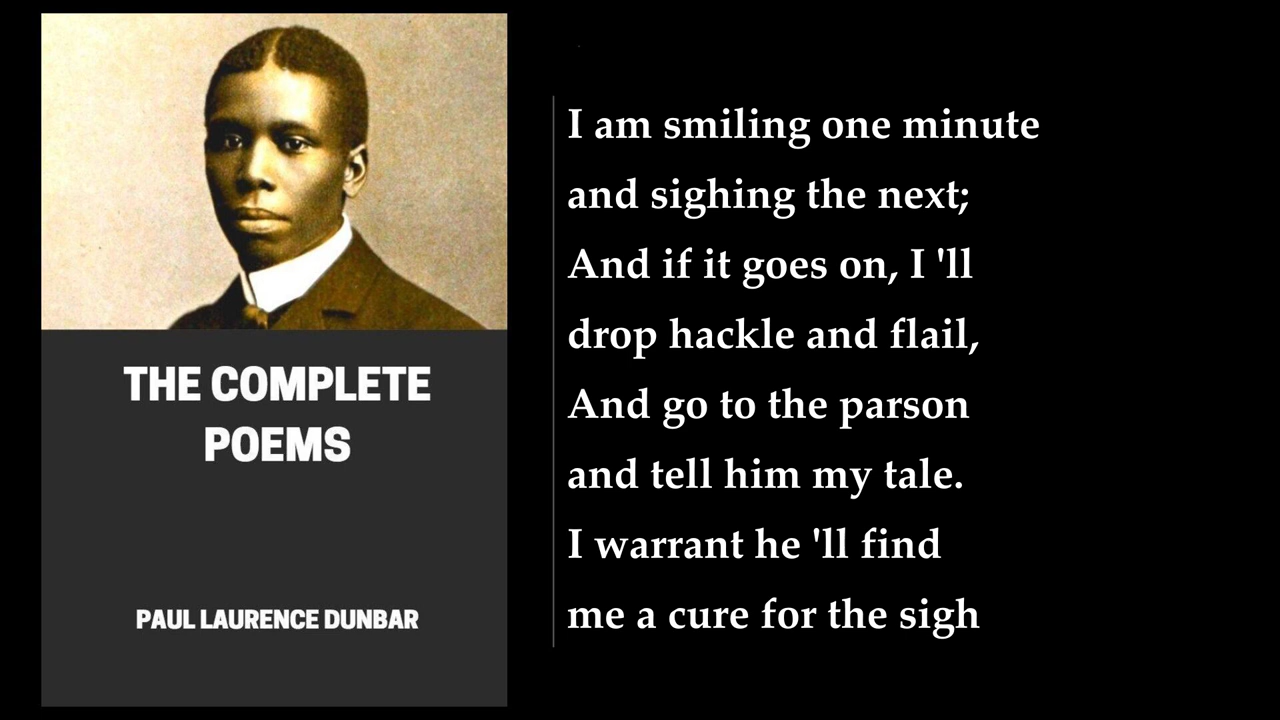 THE COMPLETE
POEMS
PAUL LAURENCE DUNBAR
I am smiling one minute
and sighing the next;
And if it goes on, I 'll
drop hackle and flail,
And go to the parson
and tell him my tale.
I warrant he 'll find
me a cure for the sigh